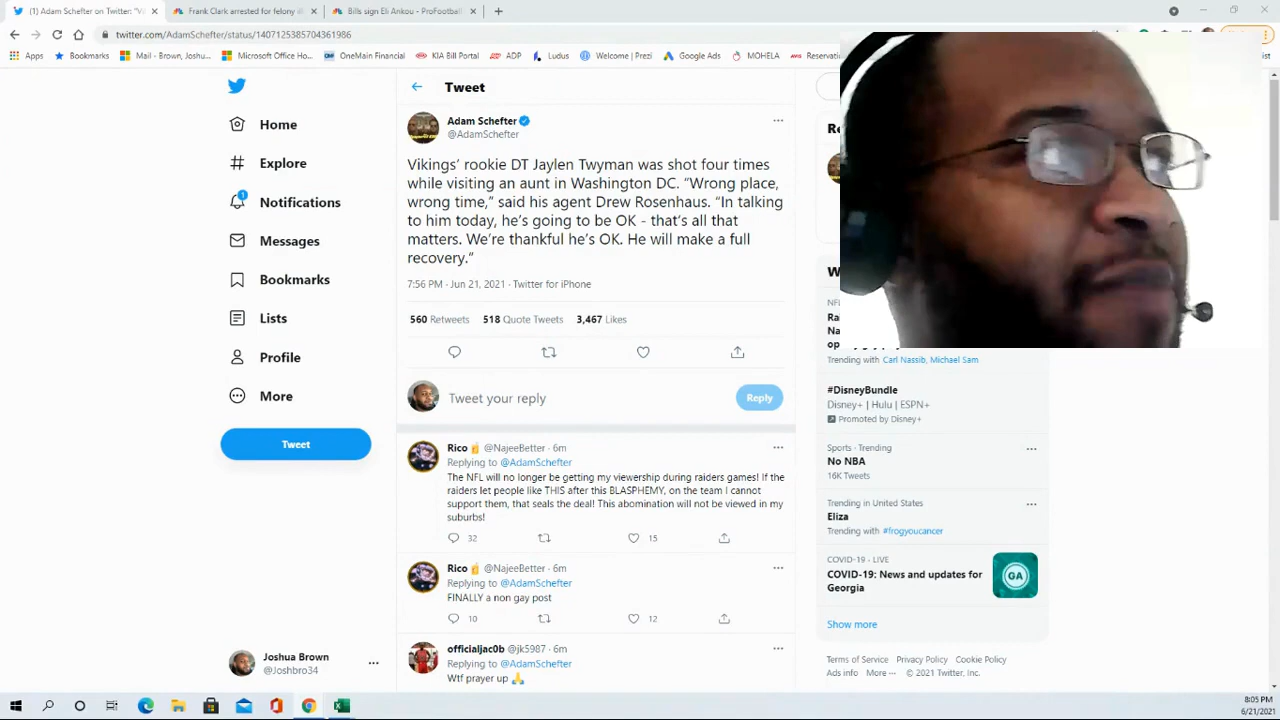 (1) Adam Schefter on Twitter: "Vi
Frank Clark arrested for felony
Bills sign Eli Ankou - ProFootball
twitter.com/AdamSchefter/status/1407125385704361986
Apps
Bookmarks
Mail - Brown, Joshu...
Microsoft Office Ho...
OneMain Financial
KIA Bill Portal
ADP
Ludus
Welcome | Prezi
Google Ads
MOHELA
Reservatio
Home
Explore
1
Notifications
Messages
Bookmarks
Lists
Profile
More
Tweet
Joshua Brown
@Joshbro34
Tweet
Adam Schefter
@AdamSchefter
Vikings' rookie DT Jaylen Twyman was shot four times
while visiting an aunt in Washington DC. "Wrong place,
wrong time," said his agent Drew Rosenhaus. "In talking
to him today, he's going to be OK - that's all that
matters. We're thankful he's OK. He will make a full
recovery."
7:56 PM · Jun 21, 2021 · Twitter for iPhone
560 Retweets 518 Quote Tweets 3,467 Likes
Tweet your reply
Reply
Rico @NajeeBetter · 6m
Replying to @AdamSchefter
The NFL will no longer be getting my viewership during raiders games! If the
raiders let people like THIS after this BLASPHEMY, on the team I cannot
support them, that seals the deal! This abomination will not be viewed in my
suburbs!
32 15
Rico @NajeeBetter · 6m
Replying to @AdamSchefter
FINALLY a non gay post
10 12
officialjac0b @jk5987 · 6m
Replying to @AdamSchefter
Wtf prayer up 🙏
Re
W
NF
Rai
Na
Trending with Carl Nassib, Michael Sam
#DisneyBundle
Disney+ | Hulu | ESPN+
Promoted by Disney+
Sports · Trending
No NBA
16K Tweets
Trending in United States
Eliza
Trending with #frogyoucancer
COVID-19 · LIVE
COVID-19: News and updates for
Georgia
GA
Show more
Terms of Service Privacy Policy Cookie Policy
Ads info More ··· © 2021 Twitter, Inc.
8:05 PM
6/21/2021